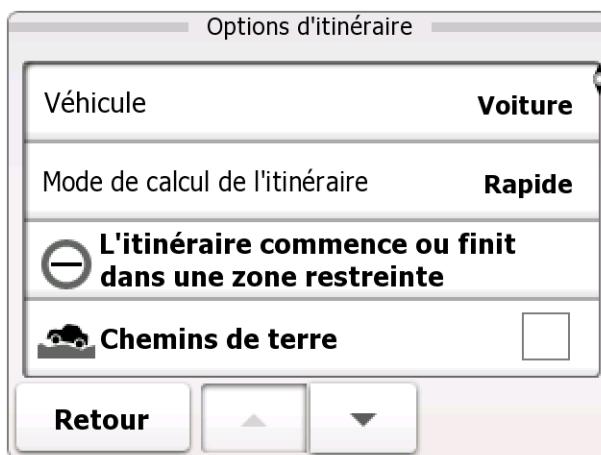 Options d'itinéraire
Véhicule Voiture
Mode de calcul de l'itinéraire Rapide
L'itinéraire commence ou finit
dans une zone restreinte
Chemins de terre
Retour